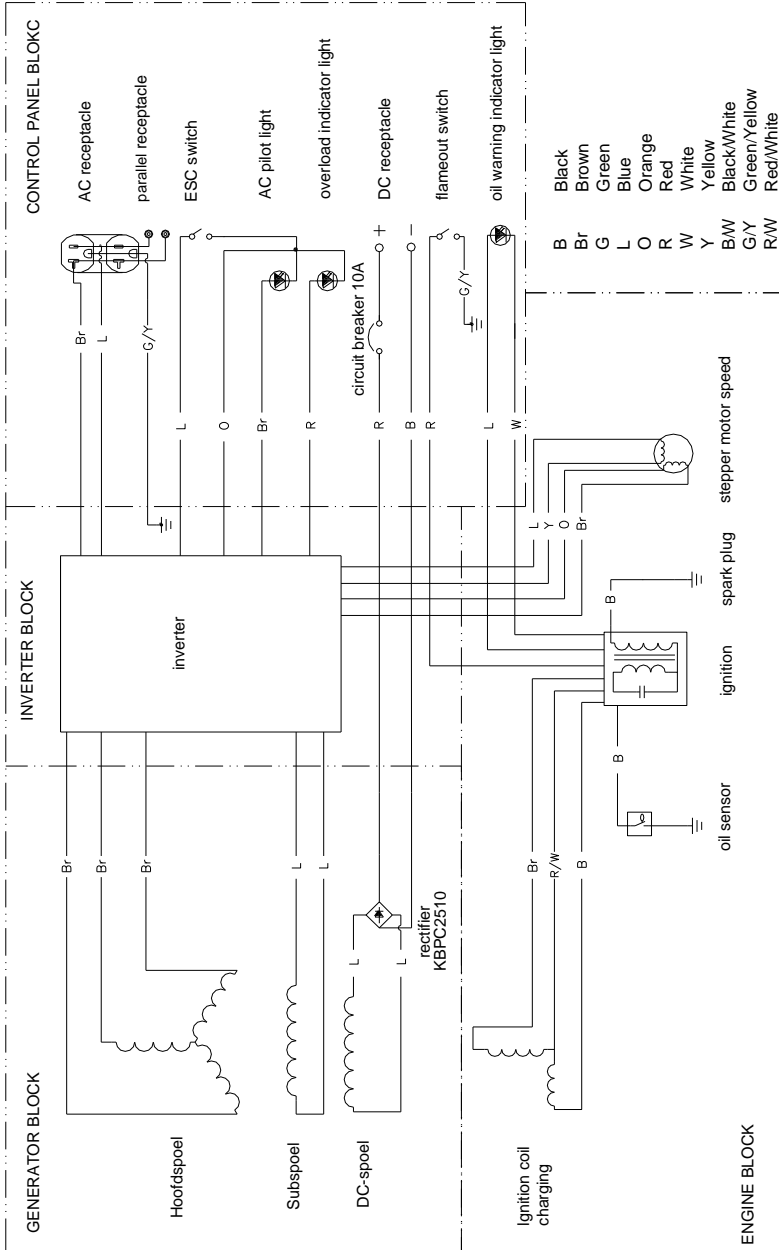 GENERATOR BLOCK
INVERTER BLOCK
CONTROL PANEL BLOKC
Hoofdspoel
Subspoel
DC-spoel
Br
Br
Br
L
L
L
L
rectifier
KBPC2510
inverter
Br
L
G/Y
L
O
Br
R
R
B
R
L
W
circuit breaker 10A
+
−
G/Y
AC receptacle
parallel receptacle
ESC switch
AC pilot light
overload indicator light
DC receptacle
flameout switch
oil warning indicator light
ENGINE BLOCK
Ignition coil
charging
Br
R/W
B
B
oil sensor
ignition
B
spark plug
L
Y
O
Br
stepper motor speed
B Black
Br Brown
G Green
L Blue
O Orange
R Red
W White
Y Yellow
B/W Black/White
G/Y Green/Yellow
R/W Red/White